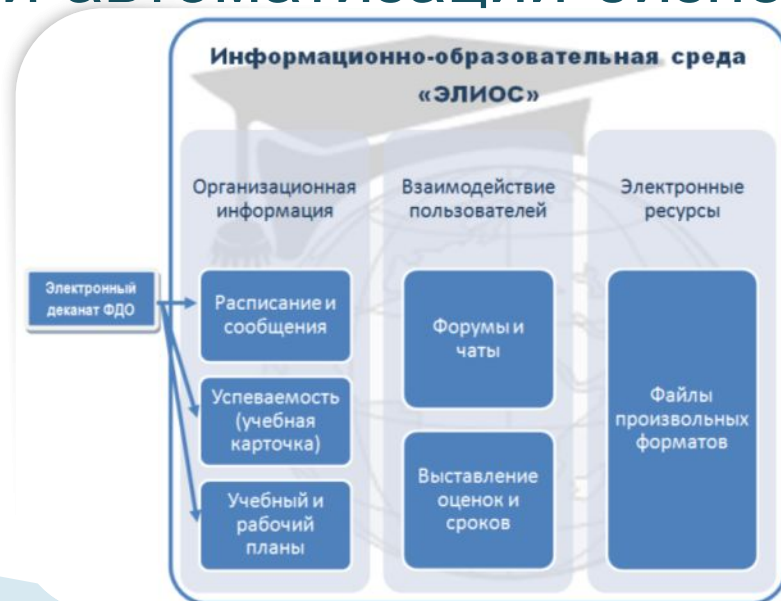 и автоматизации
Информационно-образовательная среда
«ЭЛИОС»
Организационная
информация
Взаимодействие
пользователей
Электронные
ресурсы
Электронный
деканат ФДО
Расписание и
сообщения
Успеваемость
(учебная
карточка)
Учебный и
рабочий
планы
Форумы и
чаты
Выставление
оценок и
сроков
Файлы
произвольных
форматов